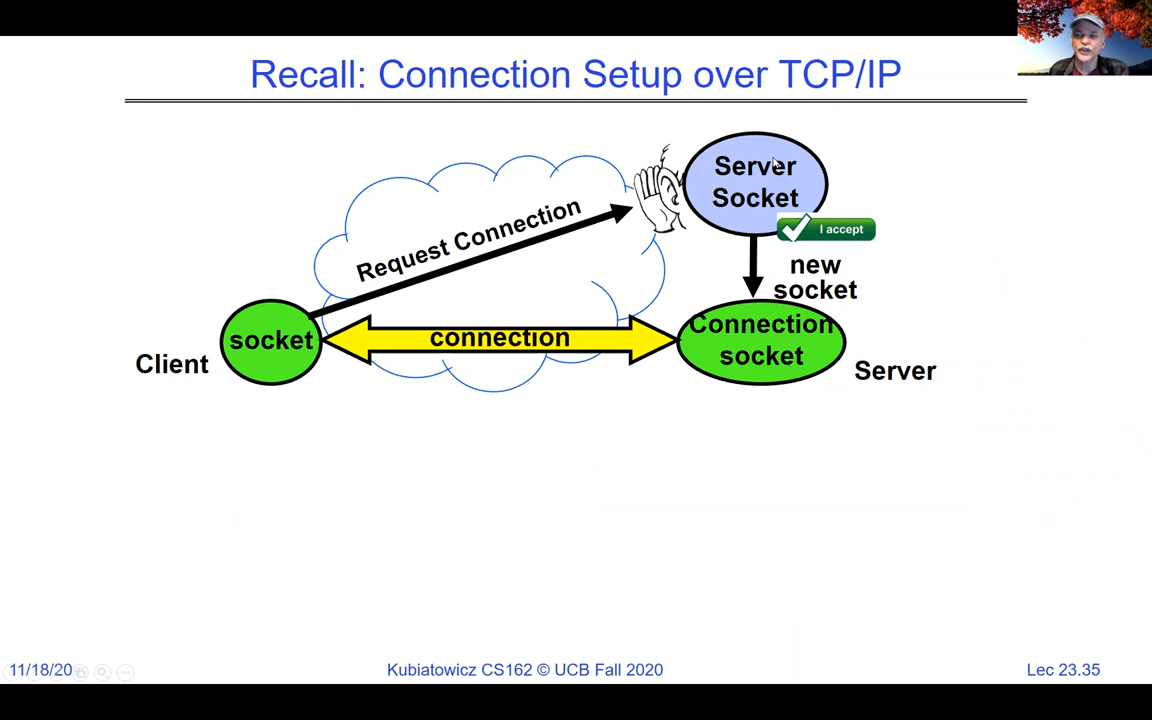 Recall: Connection Setup over TCP/IP
Server
Socket
I accept
Request Connection
new
socket
socket
connection
Connection
socket
Client
Server
11/18/20
Kubiatowicz CS162 © UCB Fall 2020
Lec 23.35